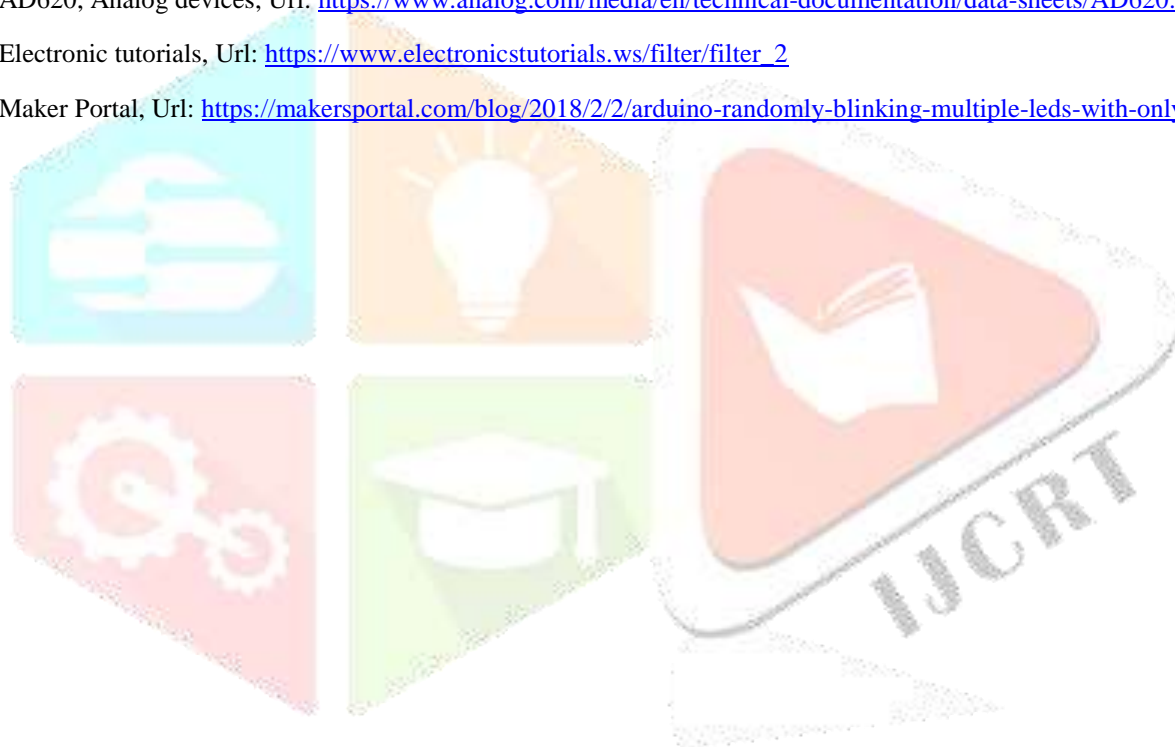 AD620, Analog devices, Url: https://www.analog.com/media/en/technical-documentation/data-sheets/AD620.
Electronic tutorials, Url: https://www.electronicstutorials.ws/filter/filter_2
Maker Portal, Url: https://makersportal.com/blog/2018/2/2/arduino-randomly-blinking-multiple-leds-with-only
IJCRT